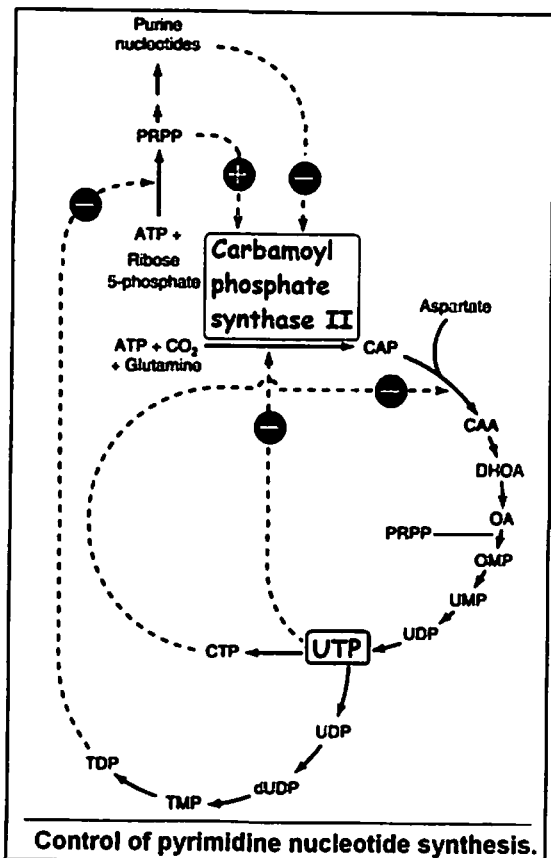 Purine
nucleotides
PRPP
+
−
−
ATP +
Ribose
5-phosphate
Carbamoyl
phosphate
synthase II
ATP + CO₂
+ Glutamino
CAP
Aspartate
−
−
CAA
DHOA
OA
PRPP
OMP
UMP
UDP
UTP
CTP
UDP
dUDP
TMP
TDP
Control of pyrimidine nucleotide synthesis.